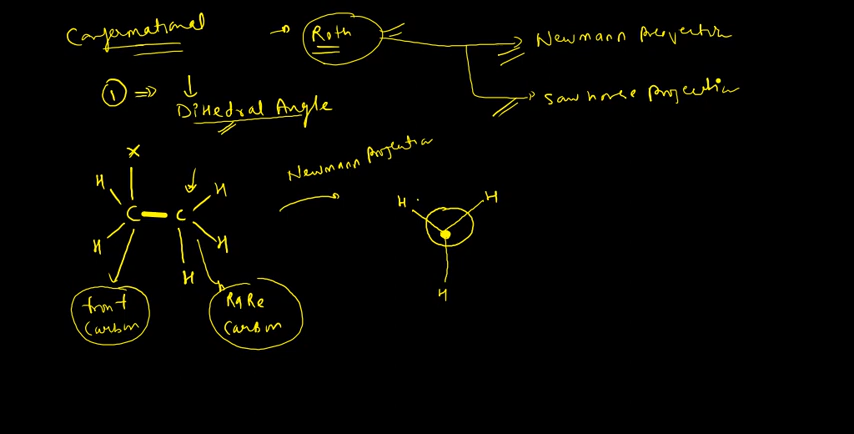 Conformational → Roth
Newmann projection
sawhorse projection
① ⇒ DiHedral Angle
Newmann Projection
X
H H
C C
H H
H
H H
H
front
Carbon
RaRe
Carbon